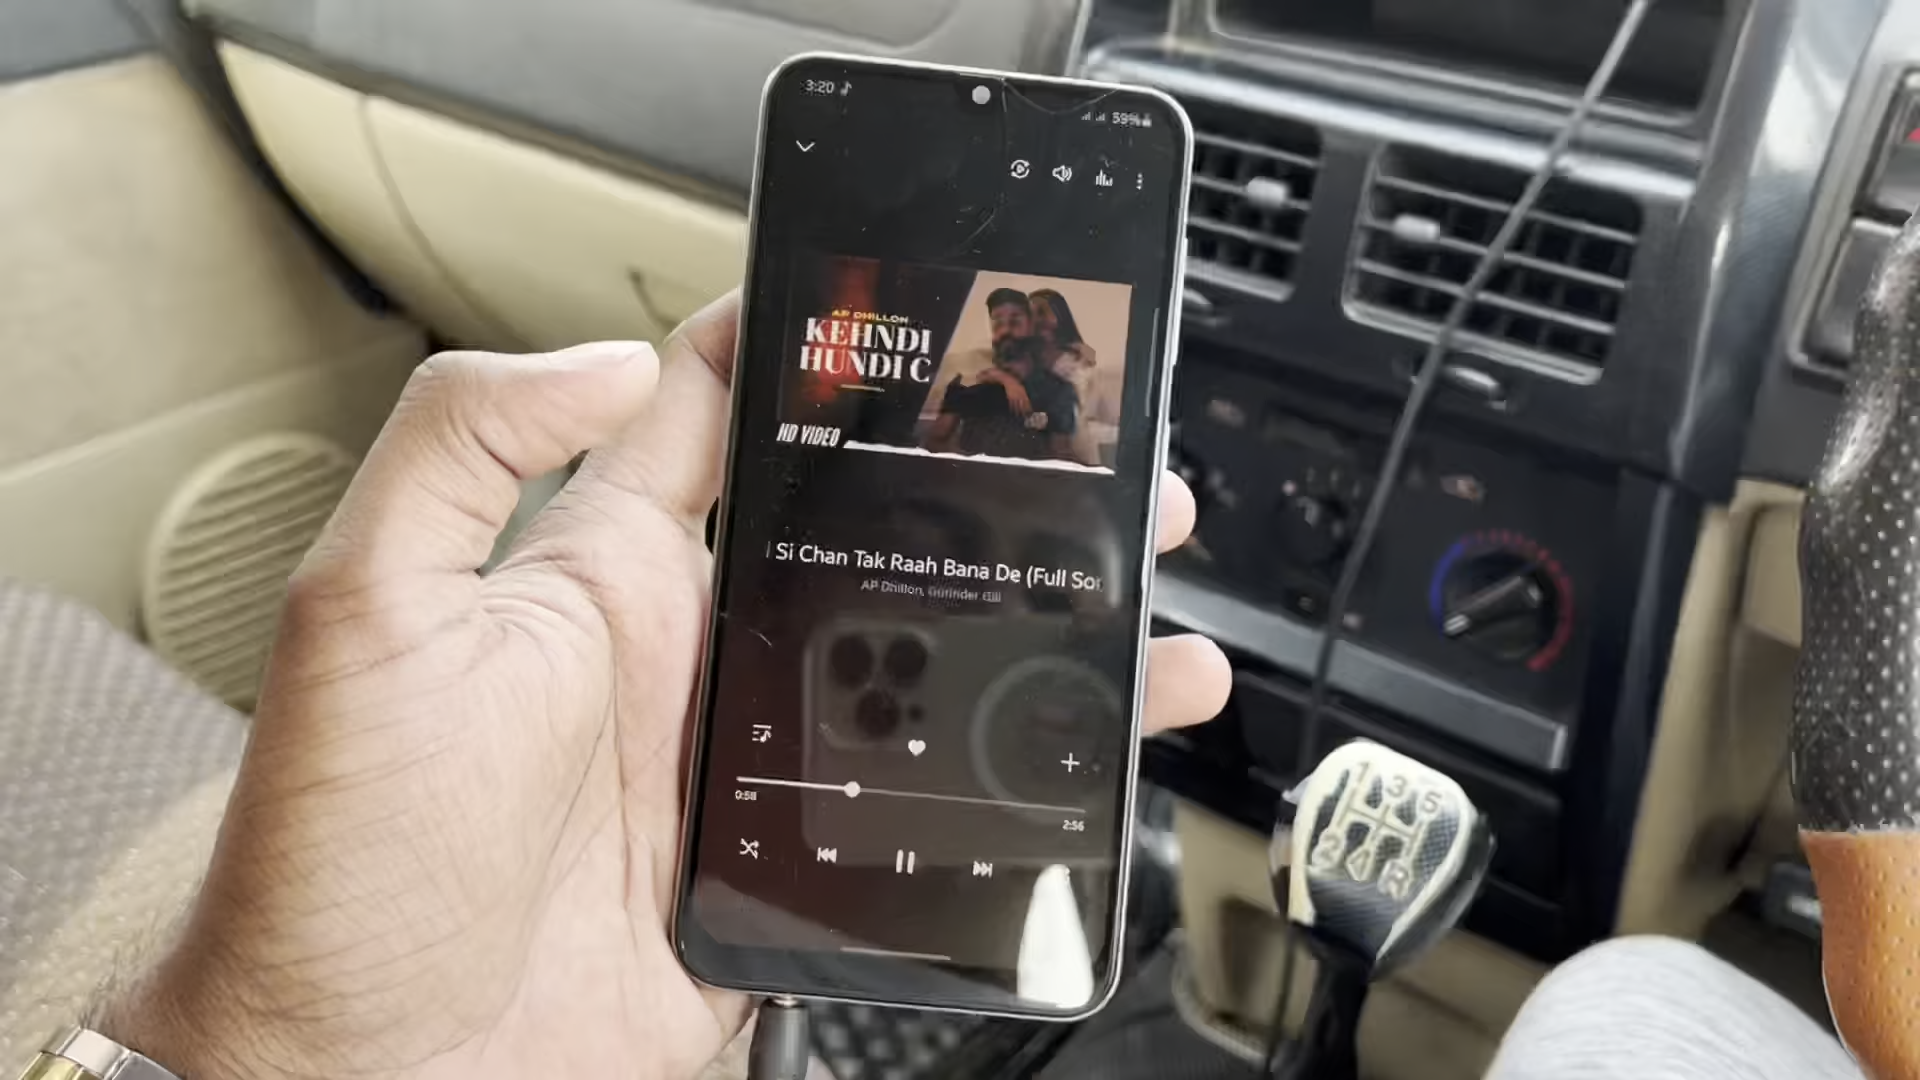 3:20
59%
AP DHILLON
KEHNDI
HUNDI C
HD VIDEO
Si Chan Tak Raah Bana De (Full Son
AP Dhillon, Gurinder Gill
0:58
2:56
1 3 5
2 4 R